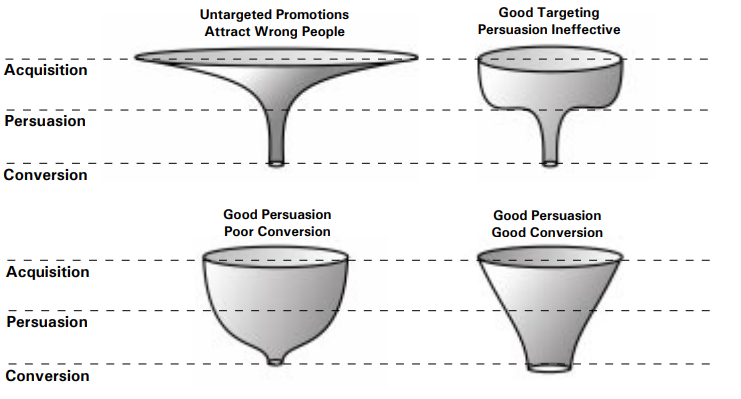 Untargeted Promotions
Attract Wrong People
Good Targeting
Persuasion Ineffective
Acquisition
Persuasion
Conversion
Good Persuasion
Poor Conversion
Good Persuasion
Good Conversion
Acquisition
Persuasion
Conversion